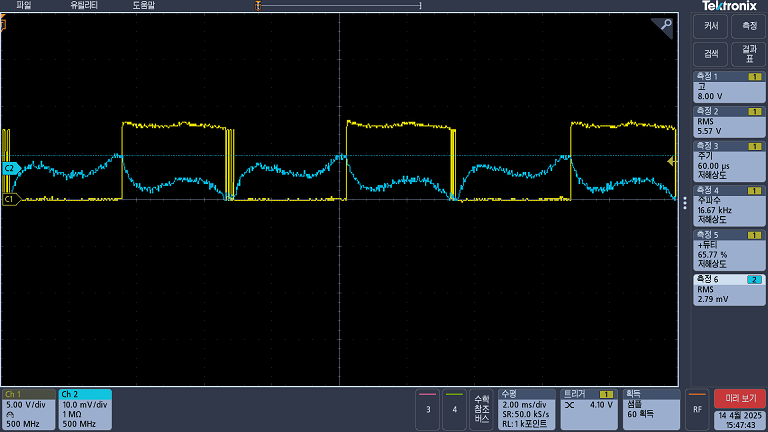 파일 유틸리티 도움말
T
Tektronix
커서 측정
검색 결과
표
측정 1 1
고
8.00 V
측정 2 1
RMS
5.57 V
측정 3 1
주기
60.00 µs
저해상도
측정 4 1
주파수
16.67 kHz
저해상도
측정 5 1
+듀티
65.77 %
저해상도
측정 6 2
RMS
2.79 mV
C2
C1
Ch 1
5.00 V/div
500 MHz
Ch 2
10.0 mV/div
1 MΩ
500 MHz
3
4
수학
참조
버스
수평
2.00 ms/div
SR:50.0 kS/s
RL:1 k포인트
트리거 1
4.10 V
획득
샘플
60 획득
RF
미리 보기
14 4월 2025
15:47:43